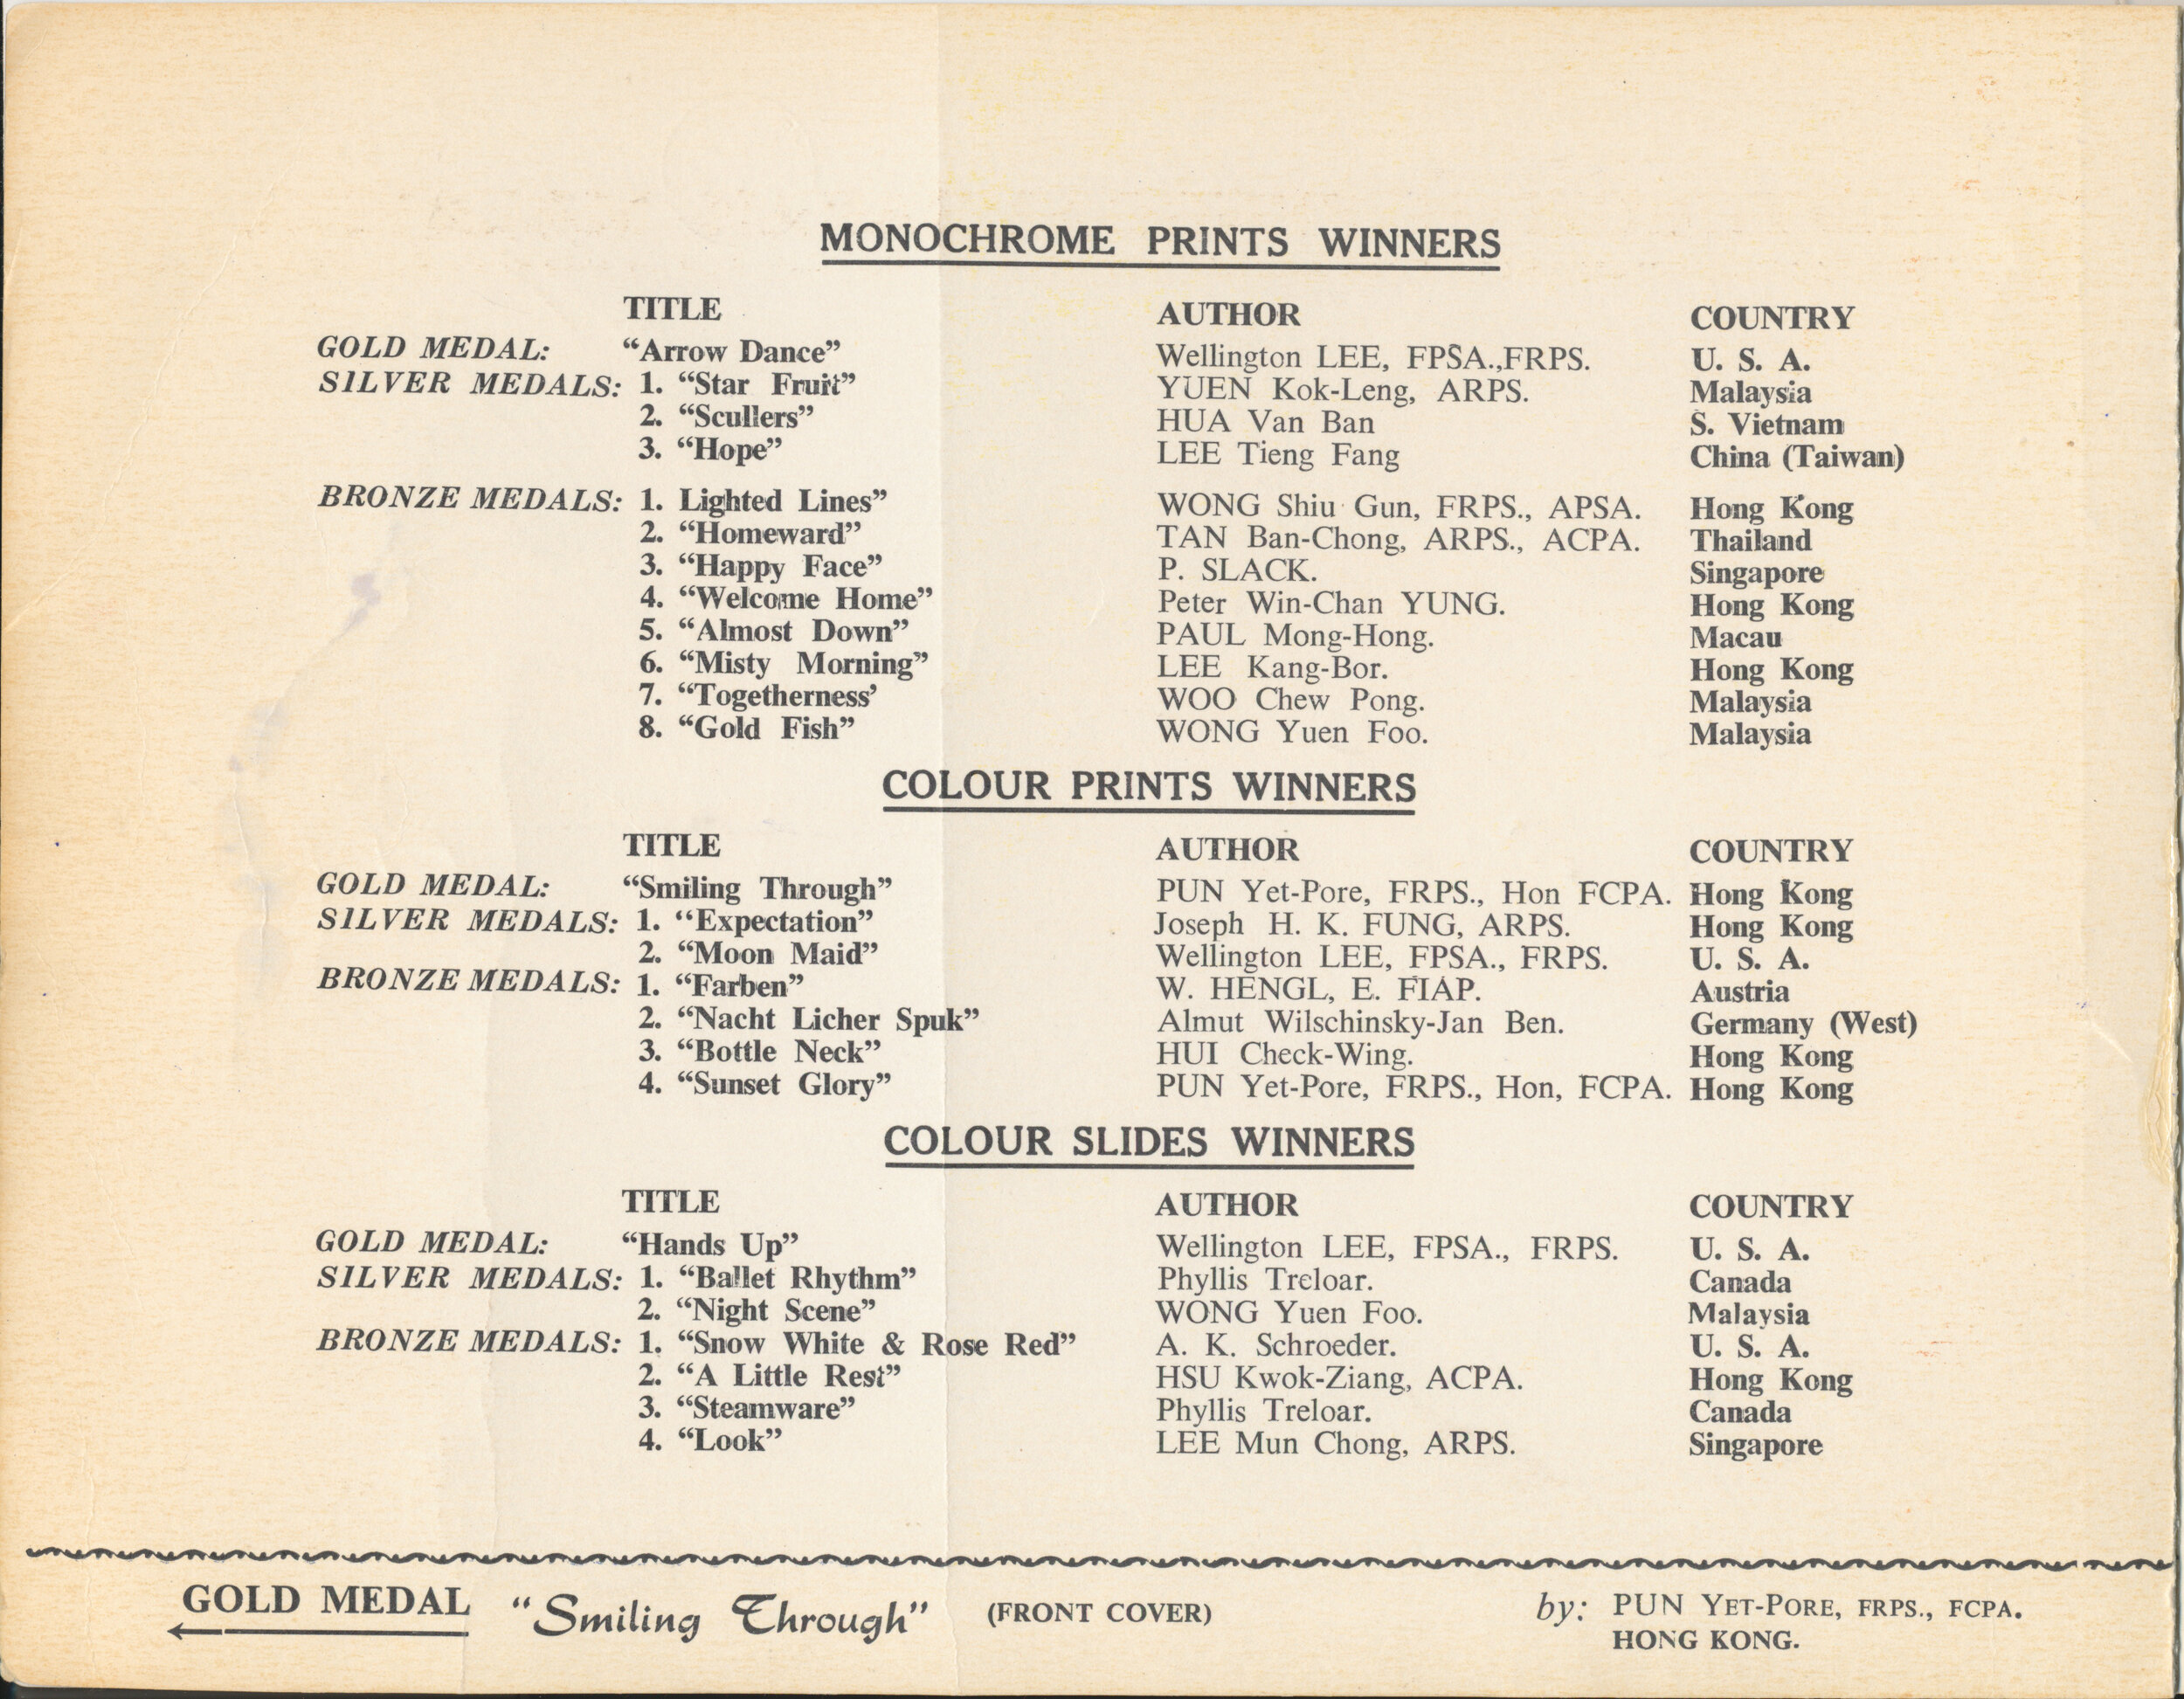 MONOCHROME PRINTS WINNERS
TITLE AUTHOR COUNTRY
GOLD MEDAL: “Arrow Dance” Wellington LEE, FPSA.,FRPS. U. S. A.
SILVER MEDALS: 1. “Star Fruit” YUEN Kok-Leng, ARPS. Malaysia
2. “Scullers” HUA Van Ban S. Vietnam
3. “Hope” LEE Tieng Fang China (Taiwan)
BRONZE MEDALS: 1. Lighted Lines” WONG Shiu Gun, FRPS., APSA. Hong Kong
2. “Homeward” TAN Ban-Chong, ARPS., ACPA. Thailand
3. “Happy Face” P. SLACK. Singapore
4. “Welcome Home” Peter Win-Chan YUNG. Hong Kong
5. “Almost Down” PAUL Mong-Hong. Macau
6. “Misty Morning” LEE Kang-Bor. Hong Kong
7. “Togetherness’ WOO Chew Pong. Malaysia
8. “Gold Fish” WONG Yuen Foo. Malaysia
COLOUR PRINTS WINNERS
TITLE AUTHOR COUNTRY
GOLD MEDAL: “Smiling Through” PUN Yet-Pore, FRPS., Hon FCPA. Hong Kong
SILVER MEDALS: 1. “Expectation” Joseph H. K. FUNG, ARPS. Hong Kong
2. “Moon Maid” Wellington LEE, FPSA., FRPS. U. S. A.
BRONZE MEDALS: 1. “Farben” W. HENGL, E. FIAP. Austria
2. “Nacht Licher Spuk” Almut Wilschinsky-Jan Ben. Germany (West)
3. “Bottle Neck” HUI Check-Wing. Hong Kong
4. “Sunset Glory” PUN Yet-Pore, FRPS., Hon, FCPA. Hong Kong
COLOUR SLIDES WINNERS
TITLE AUTHOR COUNTRY
GOLD MEDAL: “Hands Up” Wellington LEE, FPSA., FRPS. U. S. A.
SILVER MEDALS: 1. “Ballet Rhythm” Phyllis Treloar. Canada
2. “Night Scene” WONG Yuen Foo. Malaysia
BRONZE MEDALS: 1. “Snow White & Rose Red” A. K. Schroeder. U. S. A.
2. “A Little Rest” HSU Kwok-Ziang, ACPA. Hong Kong
3. “Steamware” Phyllis Treloar. Canada
4. “Look” LEE Mun Chong, ARPS. Singapore
GOLD MEDAL “Smiling Through” (FRONT COVER) by: PUN YET-PORE, FRPS., FCPA.
HONG KONG.